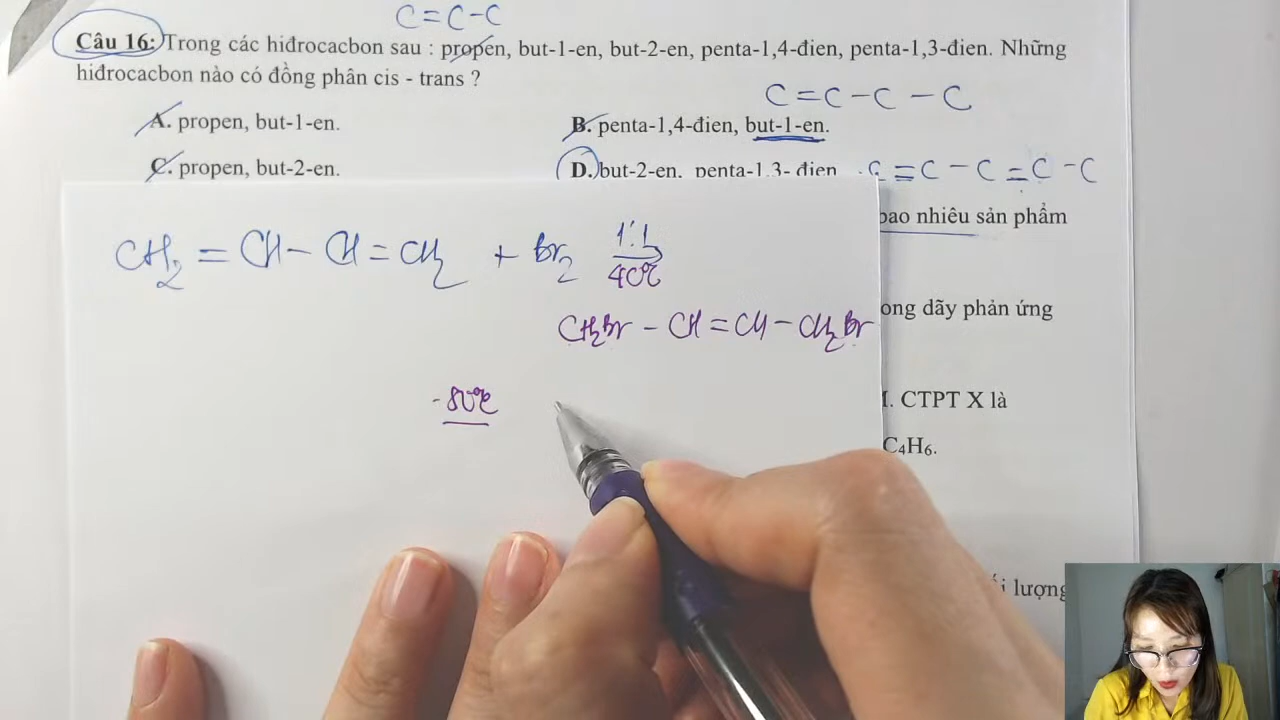 C=C-C
Câu 16: Trong các hiđrocacbon sau : propen, but-1-en, but-2-en, penta-1,4-đien, penta-1,3-đien. Những
hiđrocacbon nào có đồng phân cis - trans ?
C=C-C-C
A. propen, but-1-en.
B. penta-1,4-đien, but-1-en.
C. propen, but-2-en.
D. but-2-en, penta-1,3- đien
C=C-C=C-C
bao nhiêu sản phẩm
CH2=CH-CH=CH2 + Br2 1:1
40°C
ong dãy phản ứng
CH2Br-CH=CH-CH2Br
-80°C
CTPT X là
C4H6.
i lượng